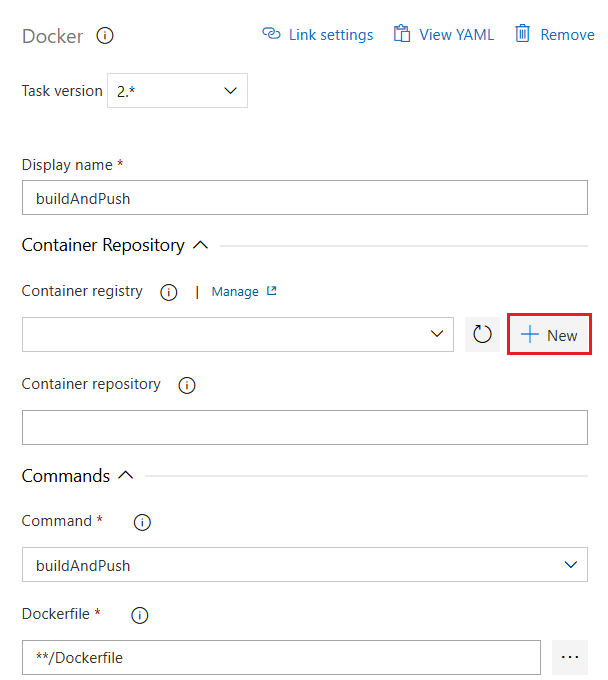 Docker Link settings View YAML Remove
Task version 2.*
Display name *
buildAndPush
Container Repository
Container registry | Manage
New
Container repository
Commands
Command *
buildAndPush
Dockerfile *
**/Dockerfile ...